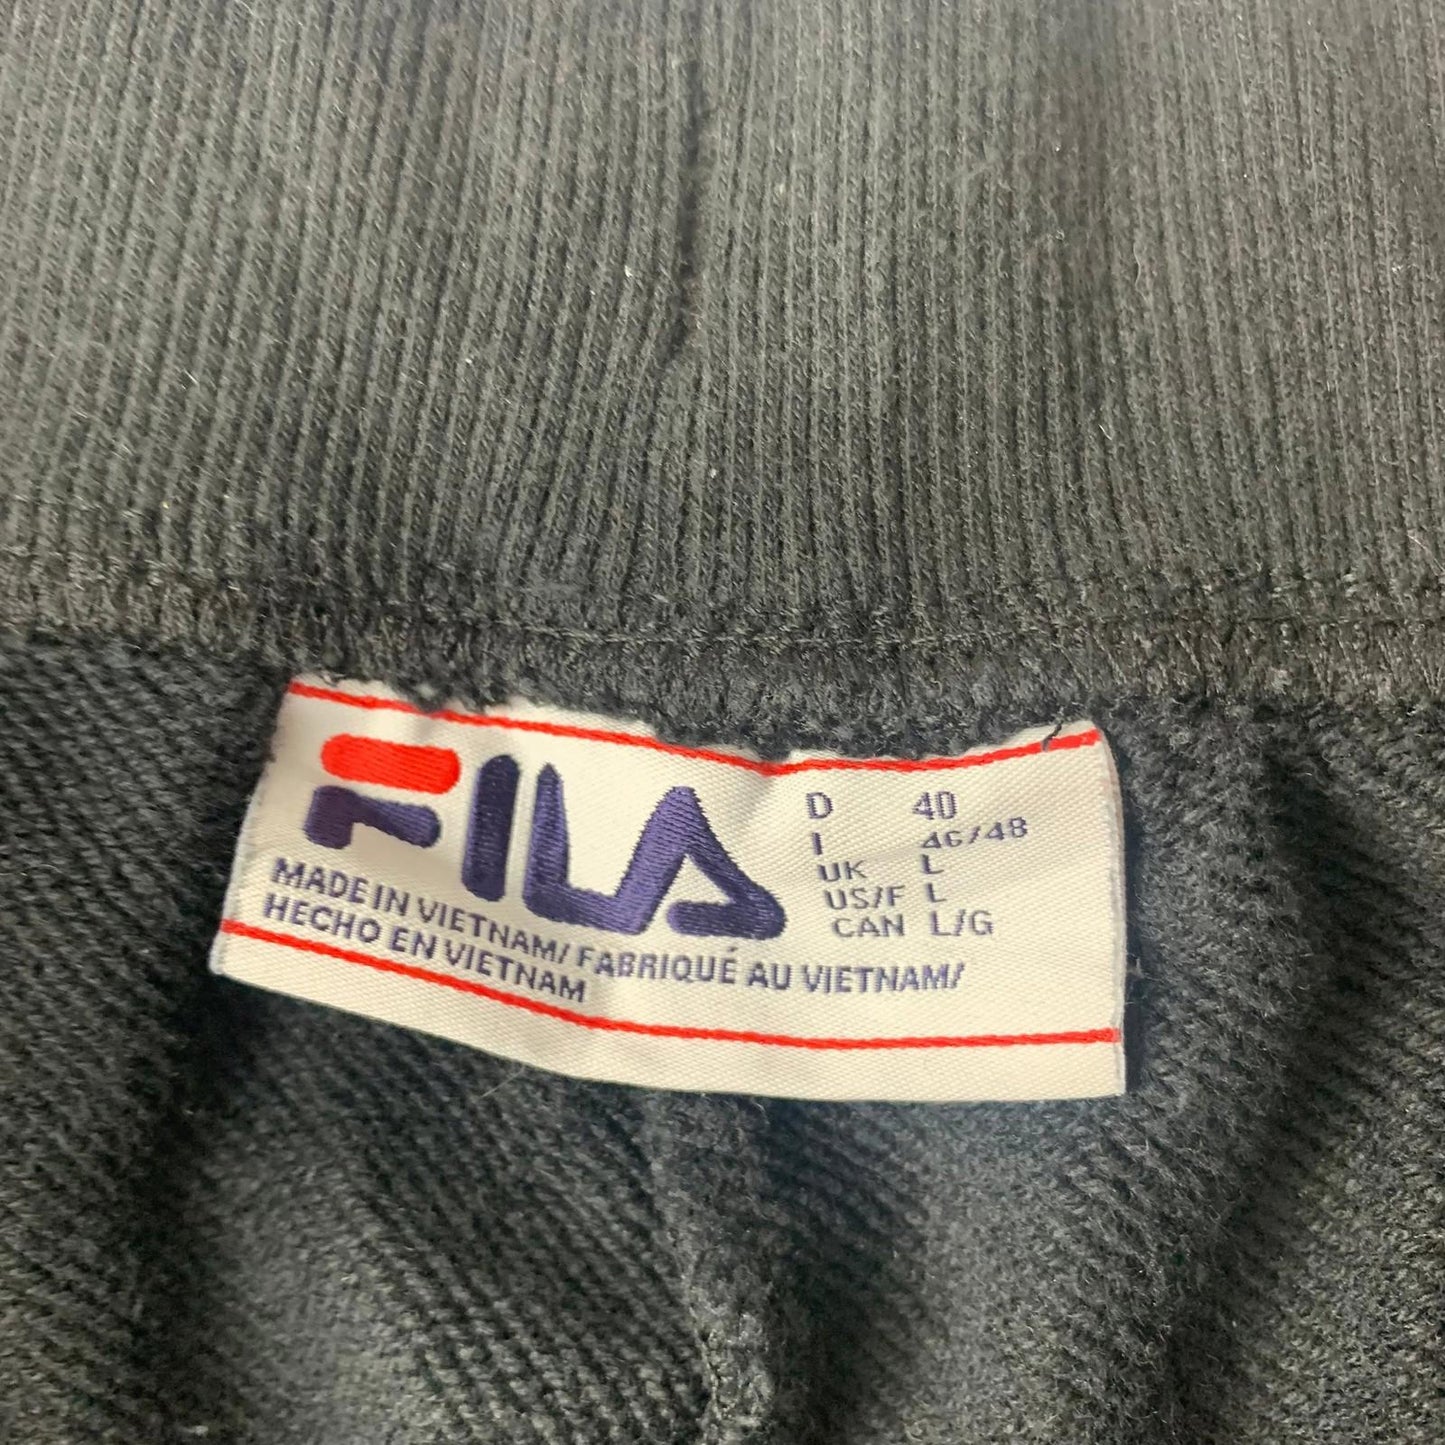 FILA
D 40
I 46/48
UK L
US/F L
CAN L/G
MADE IN VIETNAM/ FABRIQUÉ AU VIETNAM/
HECHO EN VIETNAM